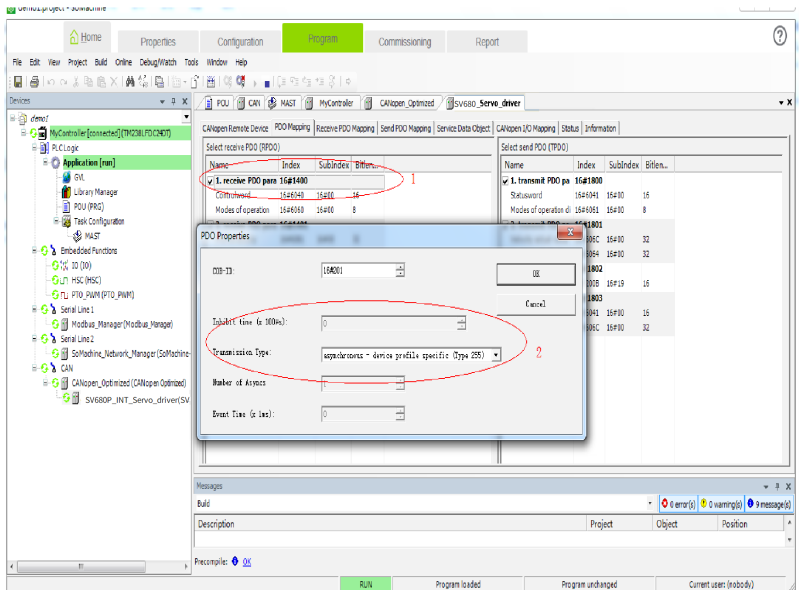 demo1.project - SoMachine
Home
Properties
Configuration
Program
Commissioning
Report
File Edit View Project Build Online Debug/Watch Tools Window Help
Devices
POU
CAN
MAST
MyController
CANopen_Optimized
SV680_Servo_driver
demo1
MyController [connected] (TM238LFDC24DT)
PLC Logic
Application [run]
GVL
Library Manager
POU (PRG)
Task Configuration
MAST
Embedded Functions
IO (IO)
HSC (HSC)
PTO_PWM (PTO_PWM)
Serial Line 1
Modbus_Manager (Modbus_Manager)
Serial Line 2
SoMachine_Network_Manager (SoMachine-
CAN
CANopen_Optimized (CANopen Optimized)
SV680P_INT_Servo_driver(SV
CANopen Remote Device
PDO Mapping
Receive PDO Mapping
Send PDO Mapping
Service Data Object
CANopen I/O Mapping
Status
Information
Select receive PDO (RPDO)
Name Index SubIndex Bitlen...
1. receive PDO para 16#1400
Controlword 16#6040 16#00 16
Modes of operation 16#6060 16#00 8
1
Select send PDO (TPDO)
Name Index SubIndex Bitlen...
1. transmit PDO pa 16#1800
Statusword 16#6041 16#00 16
Modes of operation di 16#6061 16#00 8
1801
606C 16#00 32
6064 16#00 32
1802
200B 16#19 16
1803
6041 16#00 16
606C 16#00 32
PDO Properties
COB-ID: 16#201
Inhibit time (x 100µs): 0
Transmission Type: asynchronous - device profile specific (Type 255)
Number of Asyncs 1
Event Time (x 1ms): 0
OK
Cancel
2
Messages
Build
0 error(s)
0 warning(s)
9 message(s)
Description Project Object Position
Precompile: OK
RUN
Program loaded
Program unchanged
Current user: (nobody)